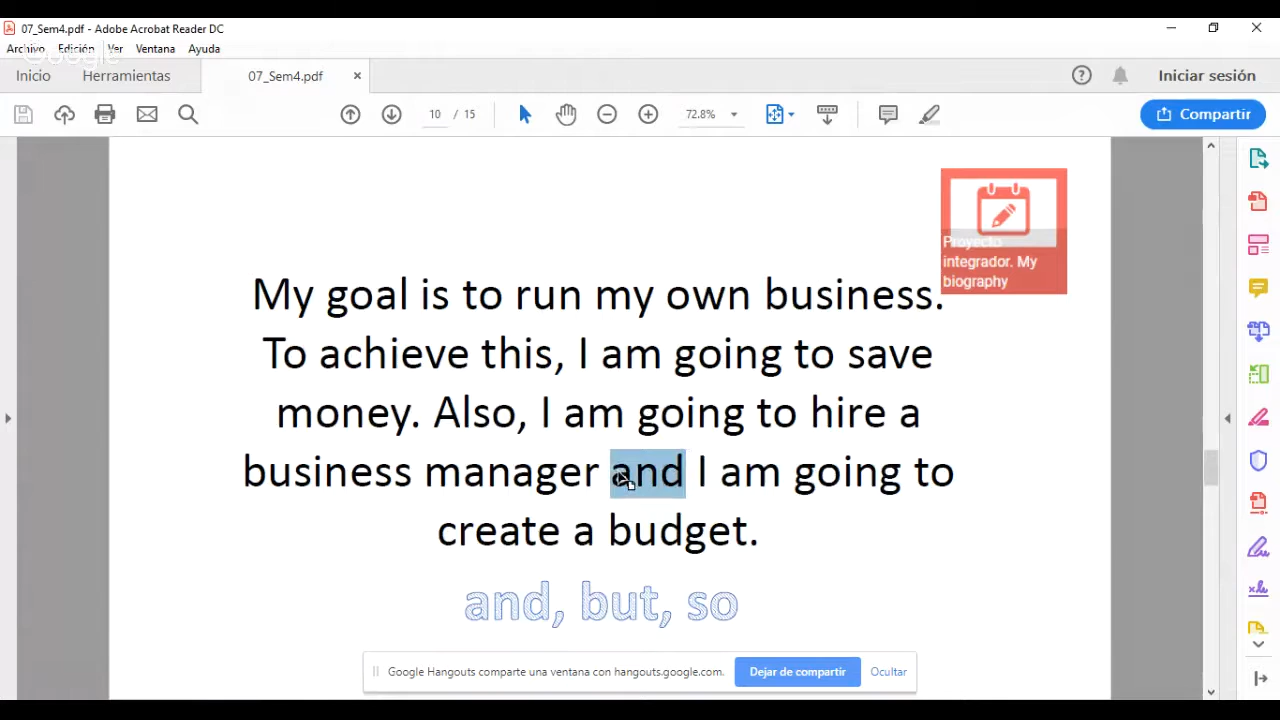 07_Sem4.pdf - Adobe Acrobat Reader DC
Archivo Edición Ver Ventana Ayuda
Google
Inicio Herramientas 07_Sem4.pdf × Iniciar sesión
10 / 15 72.8% Compartir
Proyecto
integrador. My
biography
My goal is to run my own business.
To achieve this, I am going to save
money. Also, I am going to hire a
business manager and I am going to
create a budget.
and, but, so
Google Hangouts comparte una ventana con hangouts.google.com. Dejar de compartir Ocultar